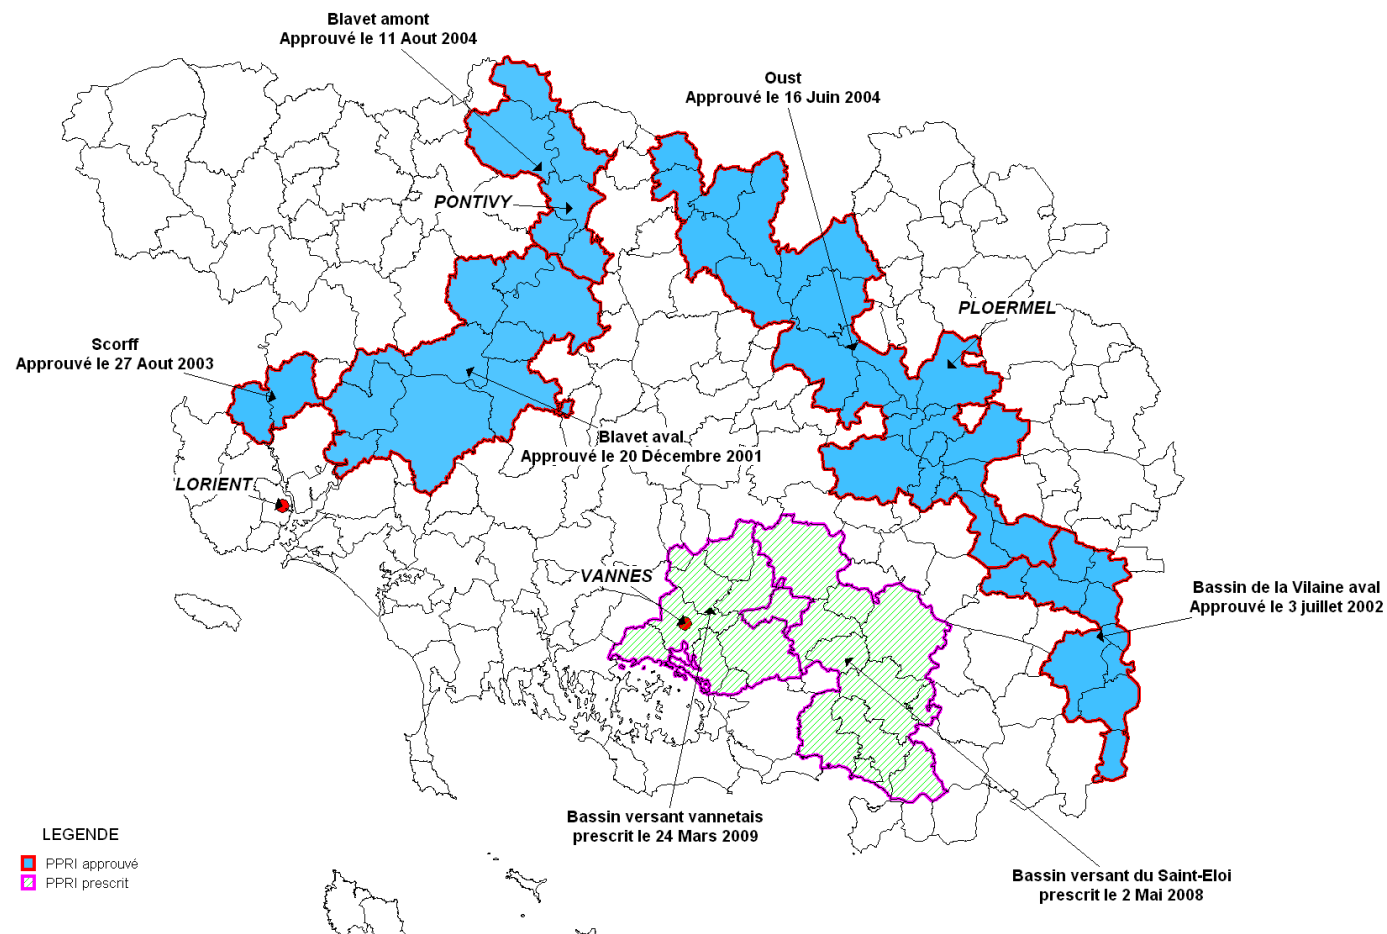 Blavet amont
Approuvé le 11 Aout 2004
Oust
Approuvé le 16 Juin 2004
PONTIVY
PLOERMEL
Scorff
Approuvé le 27 Aout 2003
Blavet aval
Approuvé le 20 Décembre 2001
LORIENT
VANNES
Bassin de la Vilaine aval
Approuvé le 3 juillet 2002
Bassin versant vannetais
prescrit le 24 Mars 2009
Bassin versant du Saint-Eloi
prescrit le 2 Mai 2008
LEGENDE
PPRI approuvé
PPRI prescrit